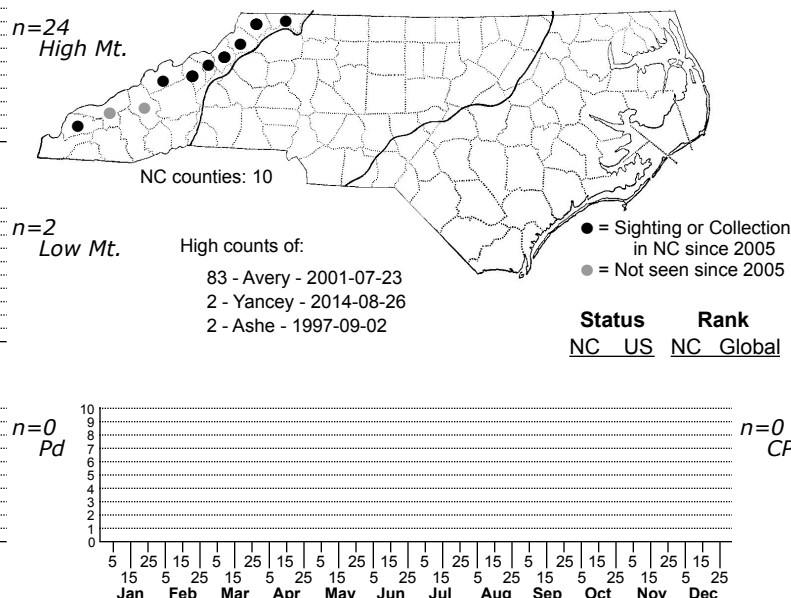 n=24
High Mt.
NC counties: 10
n=2
Low Mt.
High counts of:
83 - Avery - 2001-07-23
2 - Yancey - 2014-08-26
2 - Ashe - 1997-09-02
● = Sighting or Collection
in NC since 2005
● = Not seen since 2005
Status Rank
NC US NC Global
n=0
Pd
10
9
8
7
6
5
4
3
2
1
0
n=0
CP
5 25 15 5 25 15 5 25 15 5 25 15 5 25 15 5 25 15
15 5 25 15 5 25 15 5 25 15 5 25 15 5 25 15 5 25
Jan Feb Mar Apr May Jun Jul Aug Sep Oct Nov Dec